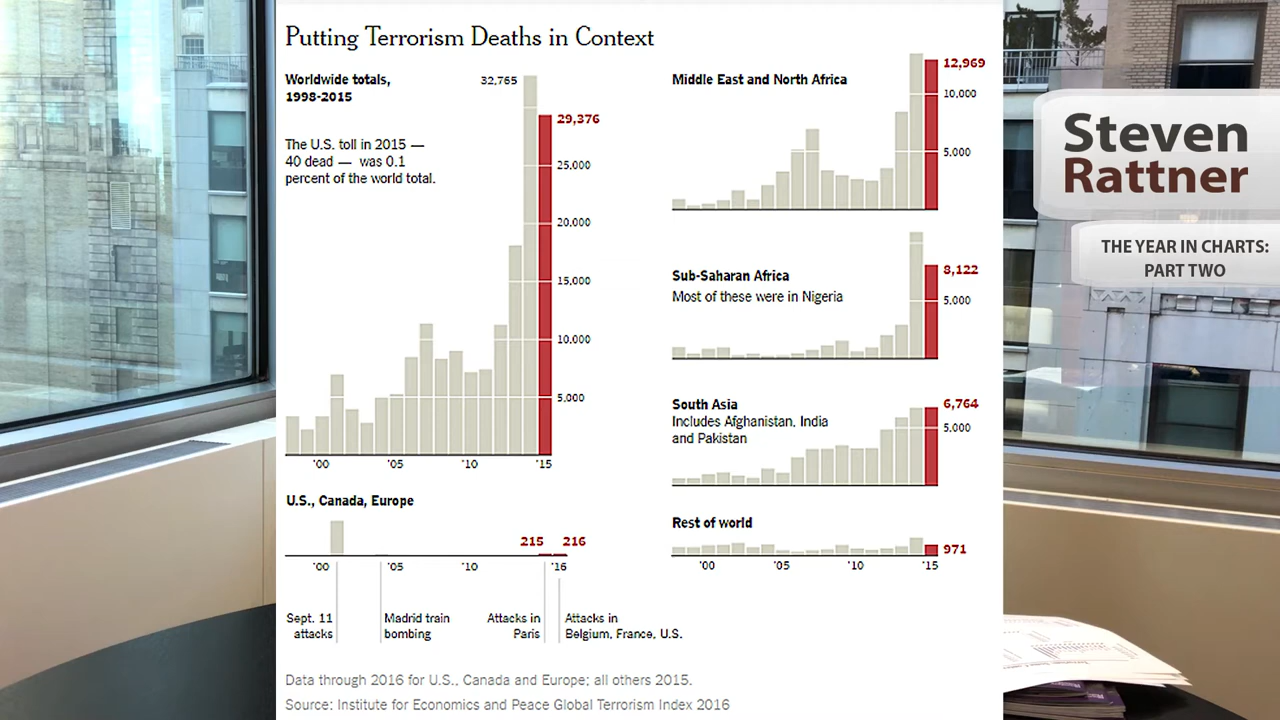 Putting Terrorism Deaths in Context
Worldwide totals,
1998-2015
The U.S. toll in 2015 —
40 dead — was 0.1
percent of the world total.
32,765
29,376
25,000
20,000
15,000
10,000
5,000
'00
'05
'10
'15
U.S., Canada, Europe
215
216
'00
'05
'10
'16
Sept. 11
attacks
Madrid train
bombing
Attacks in
Paris
Attacks in
Belgium, France, U.S.
Middle East and North Africa
12,969
10,000
5,000
Sub-Saharan Africa
Most of these were in Nigeria
8,122
5,000
South Asia
Includes Afghanistan, India
and Pakistan
6,764
5,000
Rest of world
971
'00
'05
'10
'15
Data through 2016 for U.S., Canada and Europe; all others 2015.
Source: Institute for Economics and Peace Global Terrorism Index 2016
Steven
Rattner
THE YEAR IN CHARTS:
PART TWO